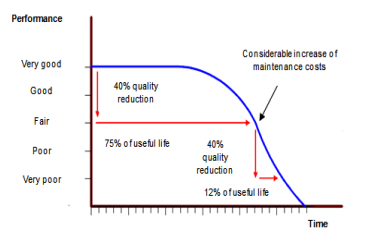 Performance
Considerable increase of
maintenance costs
Very good
Good
40% quality
reduction
Fair
75% of useful life
40%
quality
reduction
Poor
Very poor
12% of useful life
Time